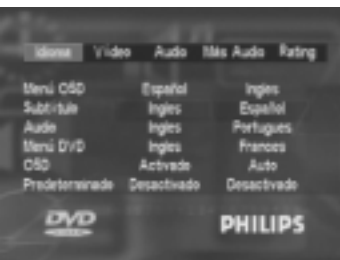 Idioma Vídeo Audio Más Audio Rating
Menú OSD Español Ingles
Subtitulo Ingles Español
Audio Ingles Portugues
Menú DVD Ingles Frances
OSD Activado Auto
Predeterminado Desactivado Desactivado
DVD PHILIPS
VIDEO